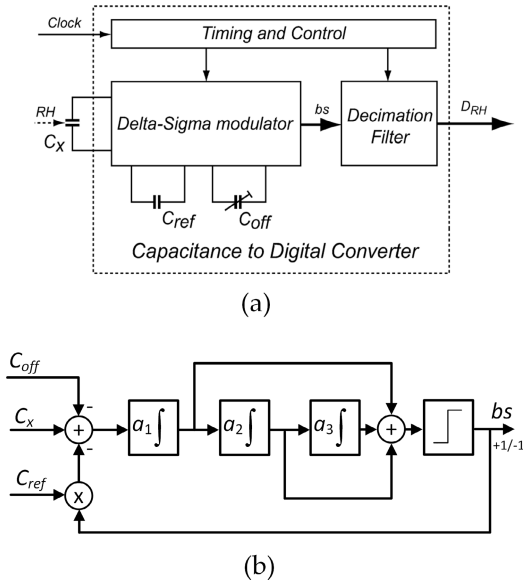 Clock
Timing and Control
RH
Cx
Delta-Sigma modulator
bs
Decimation
Filter
DRH
Cref
Coff
Capacitance to Digital Converter
(a)
Coff
-
Cx
+
a1∫
a2∫
a3∫
+
bs
+1/-1
-
Cref
x
(b)